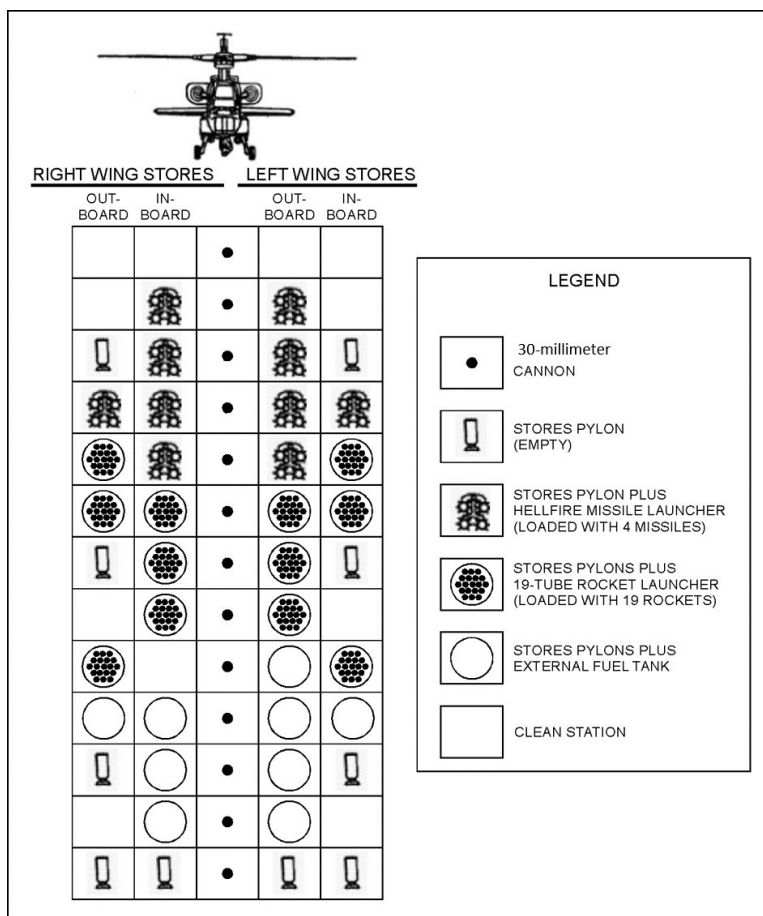 RIGHT WING STORES
LEFT WING STORES
OUT-
BOARD
IN-
BOARD
OUT-
BOARD
IN-
BOARD
LEGEND
30-millimeter
CANNON
STORES PYLON
(EMPTY)
STORES PYLON PLUS
HELLFIRE MISSILE LAUNCHER
(LOADED WITH 4 MISSILES)
STORES PYLONS PLUS
19-TUBE ROCKET LAUNCHER
(LOADED WITH 19 ROCKETS)
STORES PYLONS PLUS
EXTERNAL FUEL TANK
CLEAN STATION